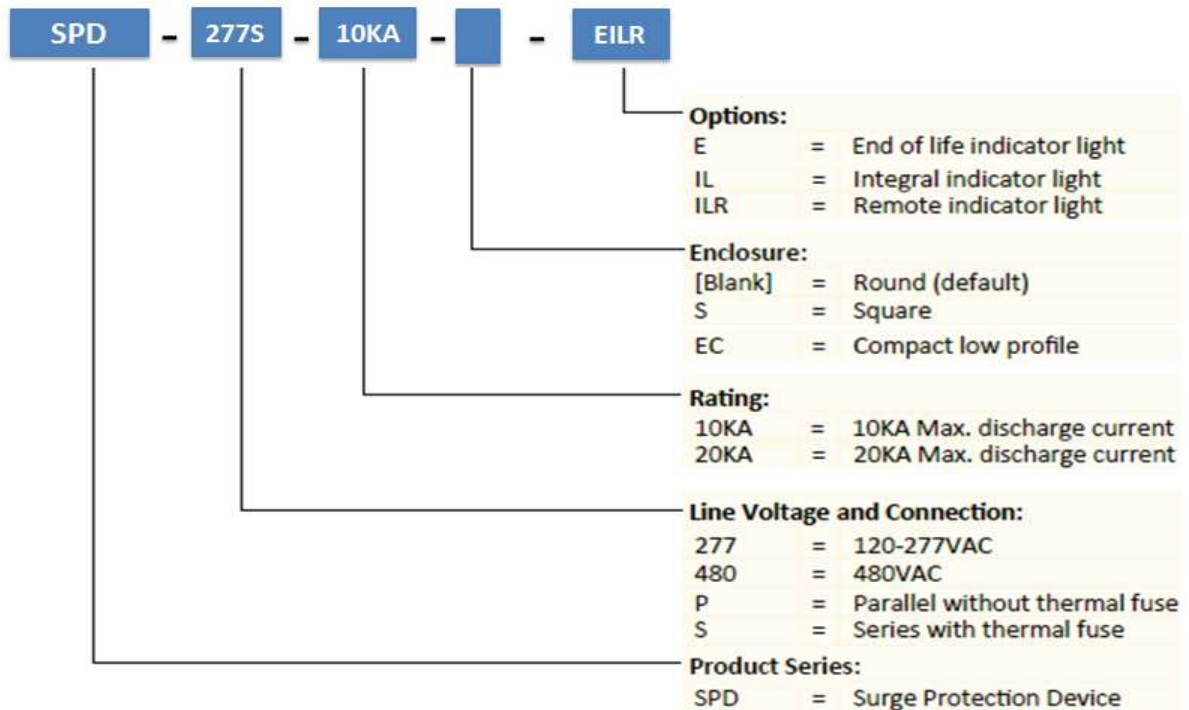 SPD - 277S - 10KA - - EILR
Options:
E = End of life indicator light
IL = Integral indicator light
ILR = Remote indicator light
Enclosure:
[Blank] = Round (default)
S = Square
EC = Compact low profile
Rating:
10KA = 10KA Max. discharge current
20KA = 20KA Max. discharge current
Line Voltage and Connection:
277 = 120-277VAC
480 = 480VAC
P = Parallel without thermal fuse
S = Series with thermal fuse
Product Series:
SPD = Surge Protection Device